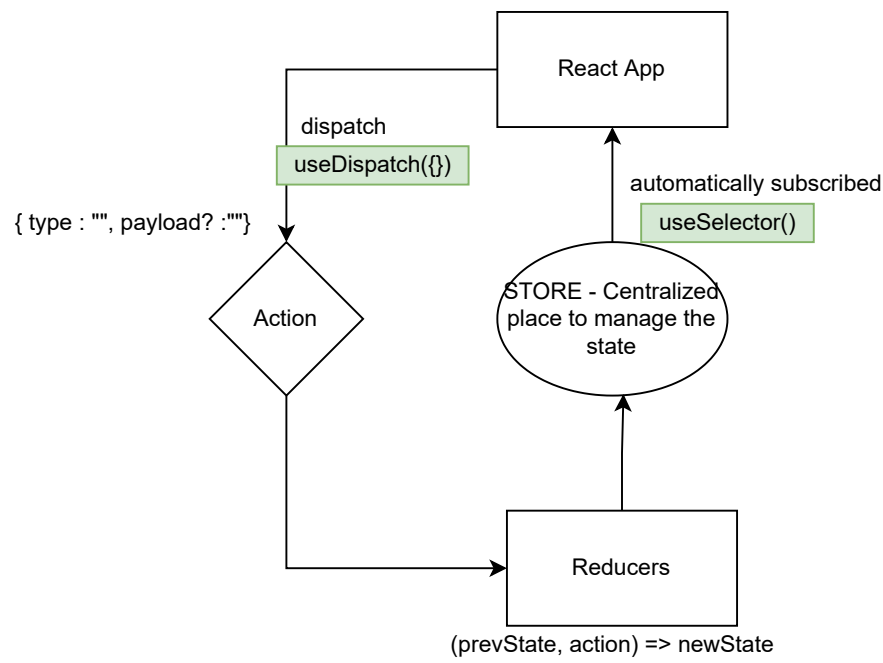 React App
dispatch
useDispatch({})
automatically subscribed
useSelector()
{ type : "", payload? :""}
Action
STORE - Centralized
place to manage the
state
Reducers
(prevState, action) => newState